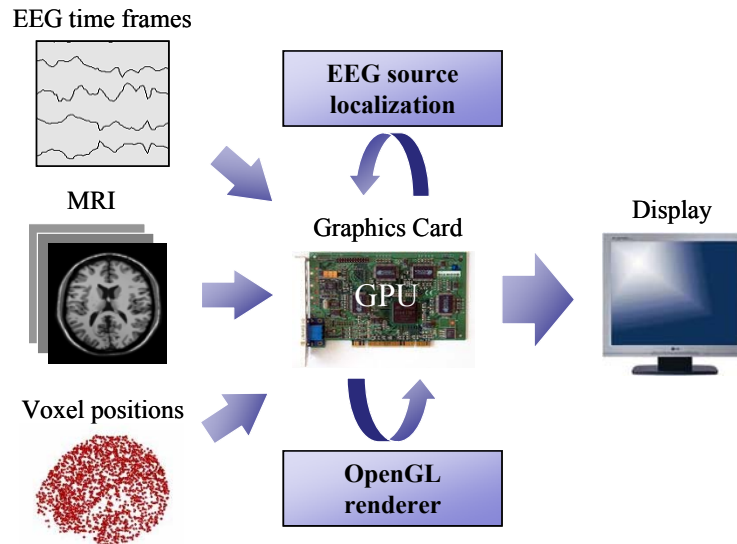 EEG time frames
EEG source
localization
MRI
Graphics Card
Display
GPU
Voxel positions
OpenGL
renderer